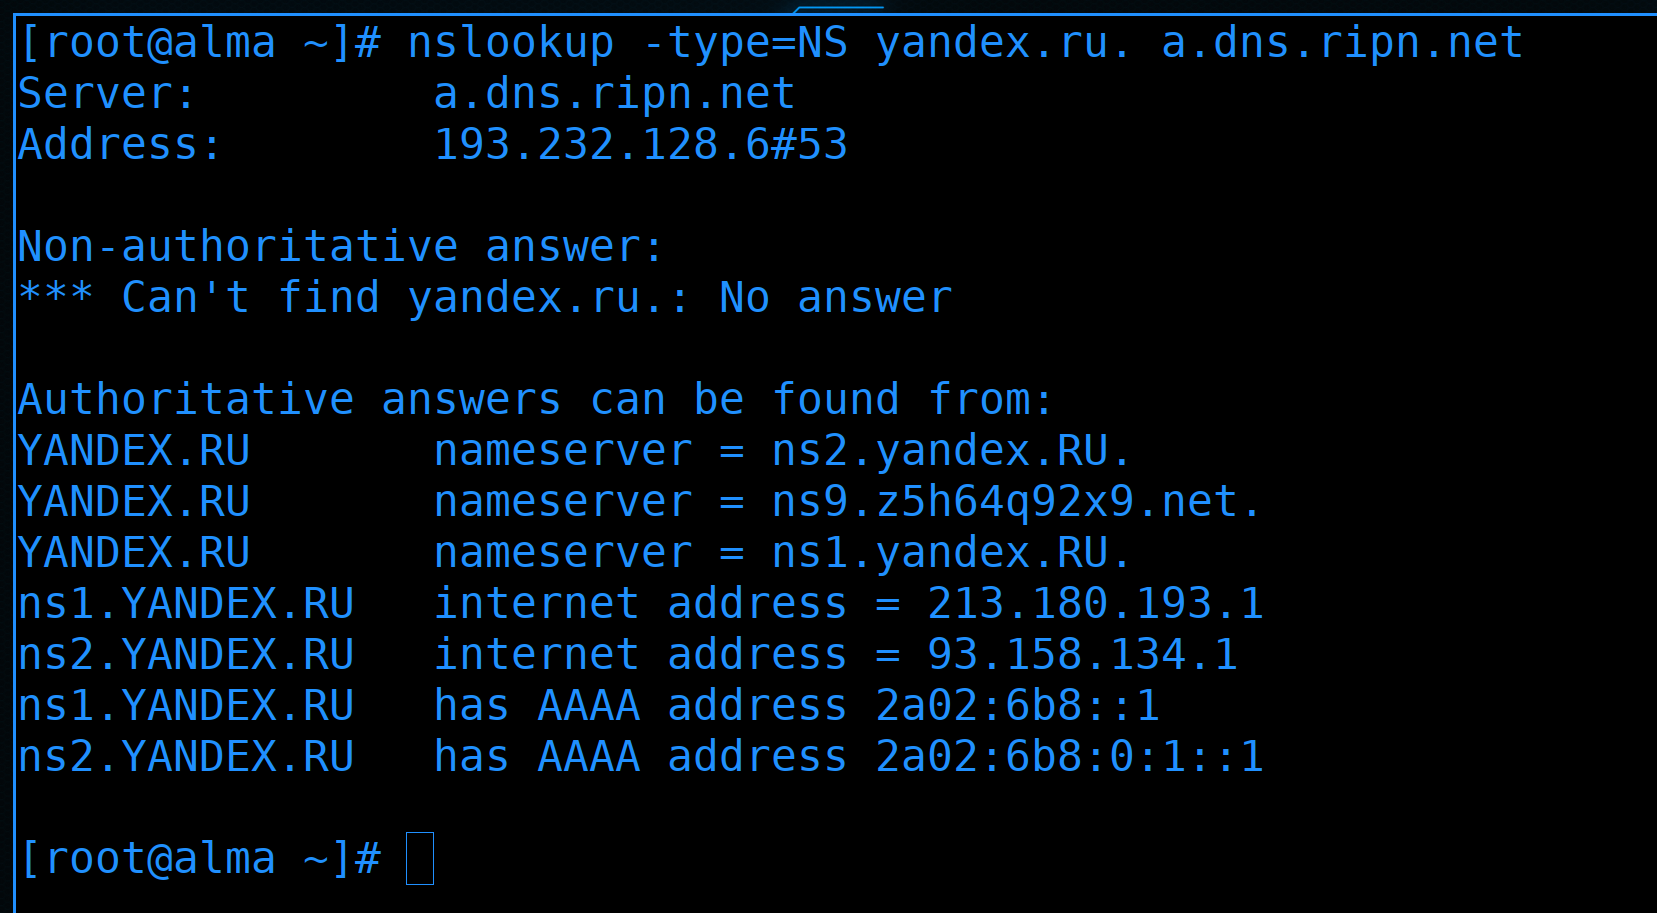 [root@alma ~]# nslookup -type=NS yandex.ru. a.dns.ripn.net
Server:         a.dns.ripn.net
Address:        193.232.128.6#53

Non-authoritative answer:
*** Can't find yandex.ru.: No answer

Authoritative answers can be found from:
YANDEX.RU       nameserver = ns2.yandex.RU.
YANDEX.RU       nameserver = ns9.z5h64q92x9.net.
YANDEX.RU       nameserver = ns1.yandex.RU.
ns1.YANDEX.RU   internet address = 213.180.193.1
ns2.YANDEX.RU   internet address = 93.158.134.1
ns1.YANDEX.RU   has AAAA address 2a02:6b8::1
ns2.YANDEX.RU   has AAAA address 2a02:6b8:0:1::1

[root@alma ~]#